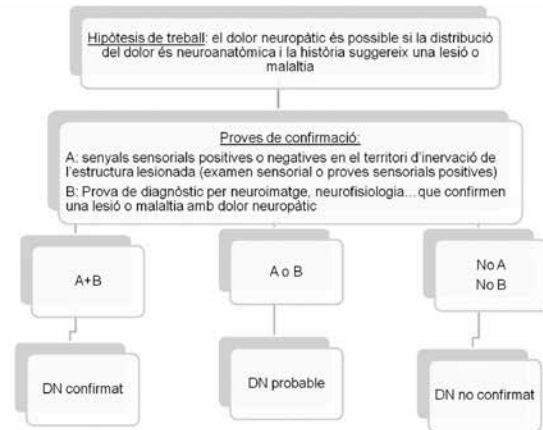 Hipòtesis de treball: el dolor neuropàtic és possible si la distribució
del dolor és neuroanatòmica i la història suggereix una lesió o
malaltia
Proves de confirmació:
A: senyals sensorials positives o negatives en el territori d'inervació de
l'estructura lesionada (examen sensorial o proves sensorials positives)
B: Prova de diagnòstic per neuroimatge, neurofisiologia... que confirmen
una lesió o malaltia amb dolor neuropàtic
A+B
A o B
No A
No B
DN confirmat
DN probable
DN no confirmat